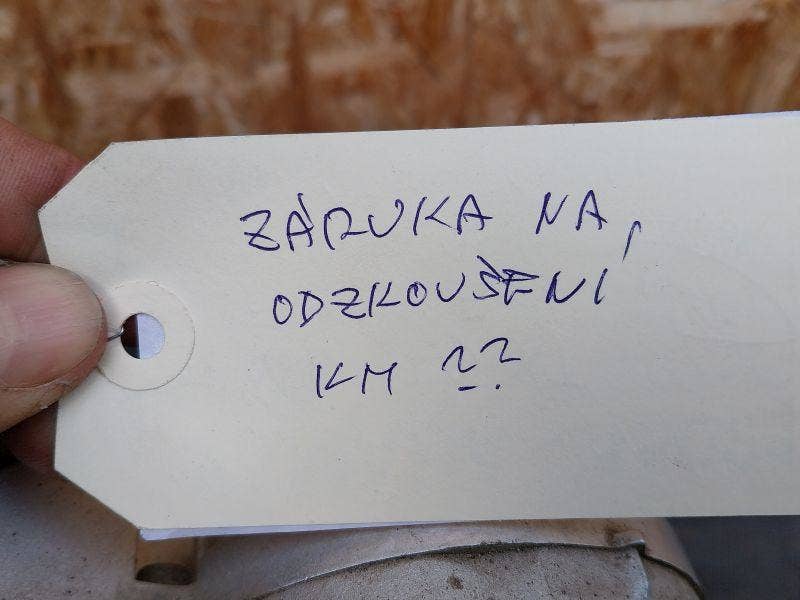 ZÁRUKA NA
ODZKOUŠENÍ
KM ??